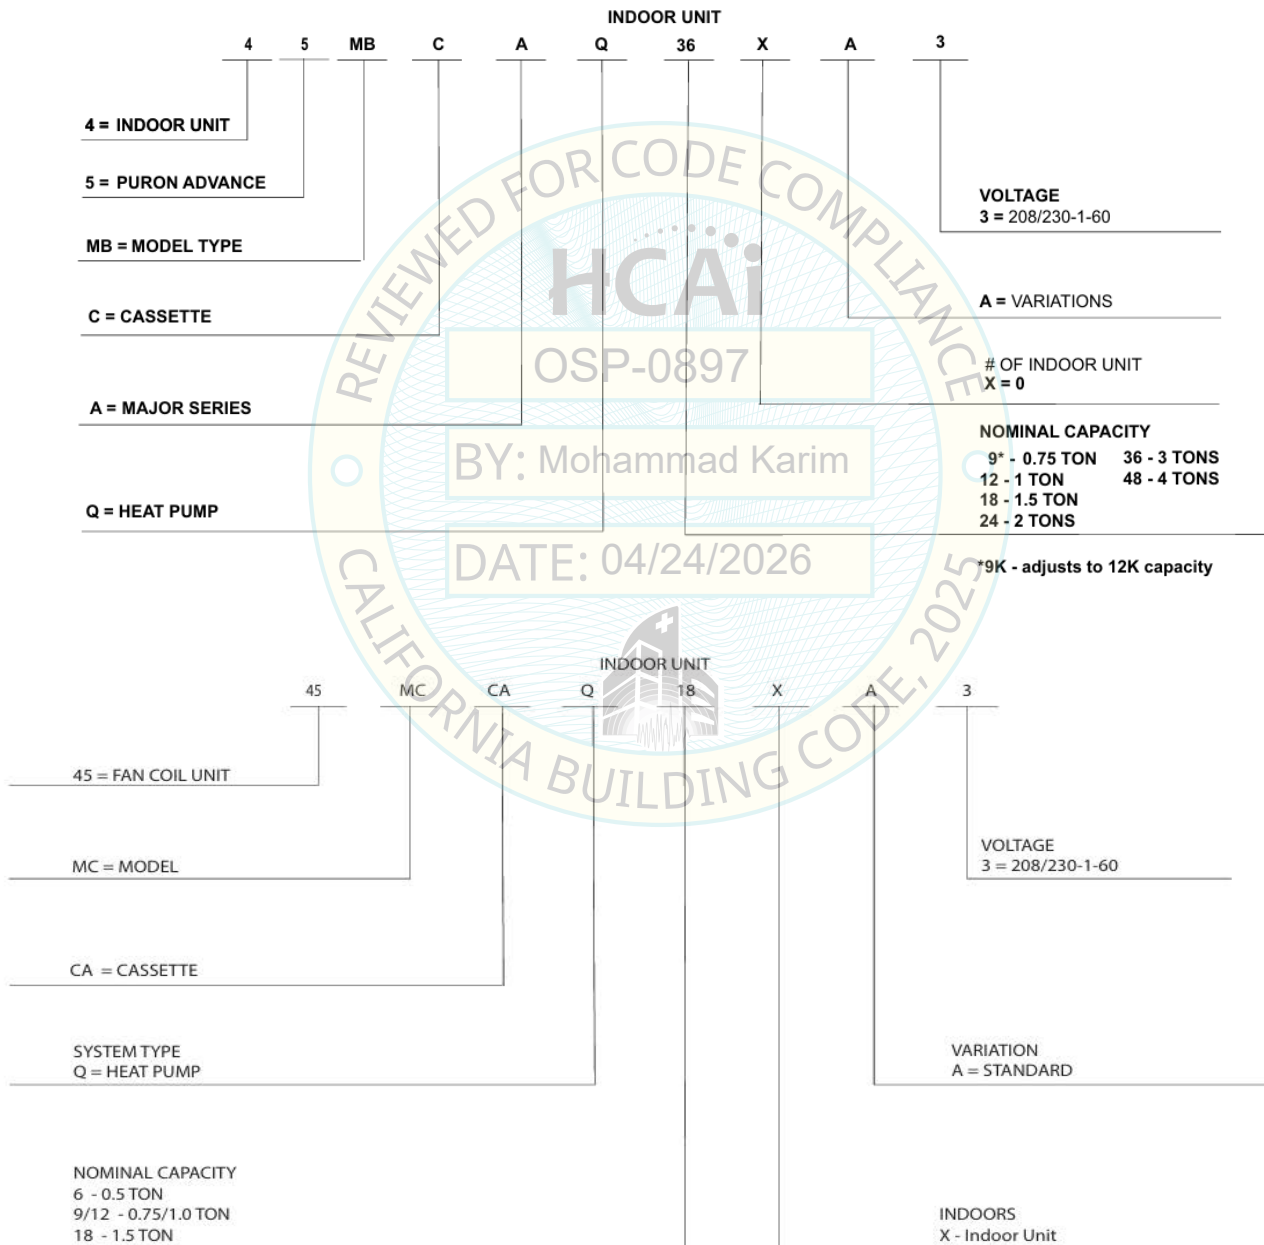 INDOOR UNIT
4 5 MB C A Q 36 X A 3
4 = INDOOR UNIT
5 = PURON ADVANCE
MB = MODEL TYPE
C = CASSETTE
A = MAJOR SERIES
Q = HEAT PUMP
VOLTAGE
3 = 208/230-1-60
A = VARIATIONS
# OF INDOOR UNIT
X = 0
NOMINAL CAPACITY
9* - 0.75 TON 36 - 3 TONS
12 - 1 TON 48 - 4 TONS
18 - 1.5 TON
24 - 2 TONS
*9K - adjusts to 12K capacity
REVIEWED FOR CODE COMPLIANCE
HCAi
OSP-0897
BY: Mohammad Karim
DATE: 04/24/2026
CALIFORNIA BUILDING CODE, 2025
INDOOR UNIT
45 MC CA Q 18 X A 3
45 = FAN COIL UNIT
MC = MODEL
CA = CASSETTE
SYSTEM TYPE
Q = HEAT PUMP
NOMINAL CAPACITY
6 - 0.5 TON
9/12 - 0.75/1.0 TON
18 - 1.5 TON
VOLTAGE
3 = 208/230-1-60
VARIATION
A = STANDARD
INDOORS
X - Indoor Unit